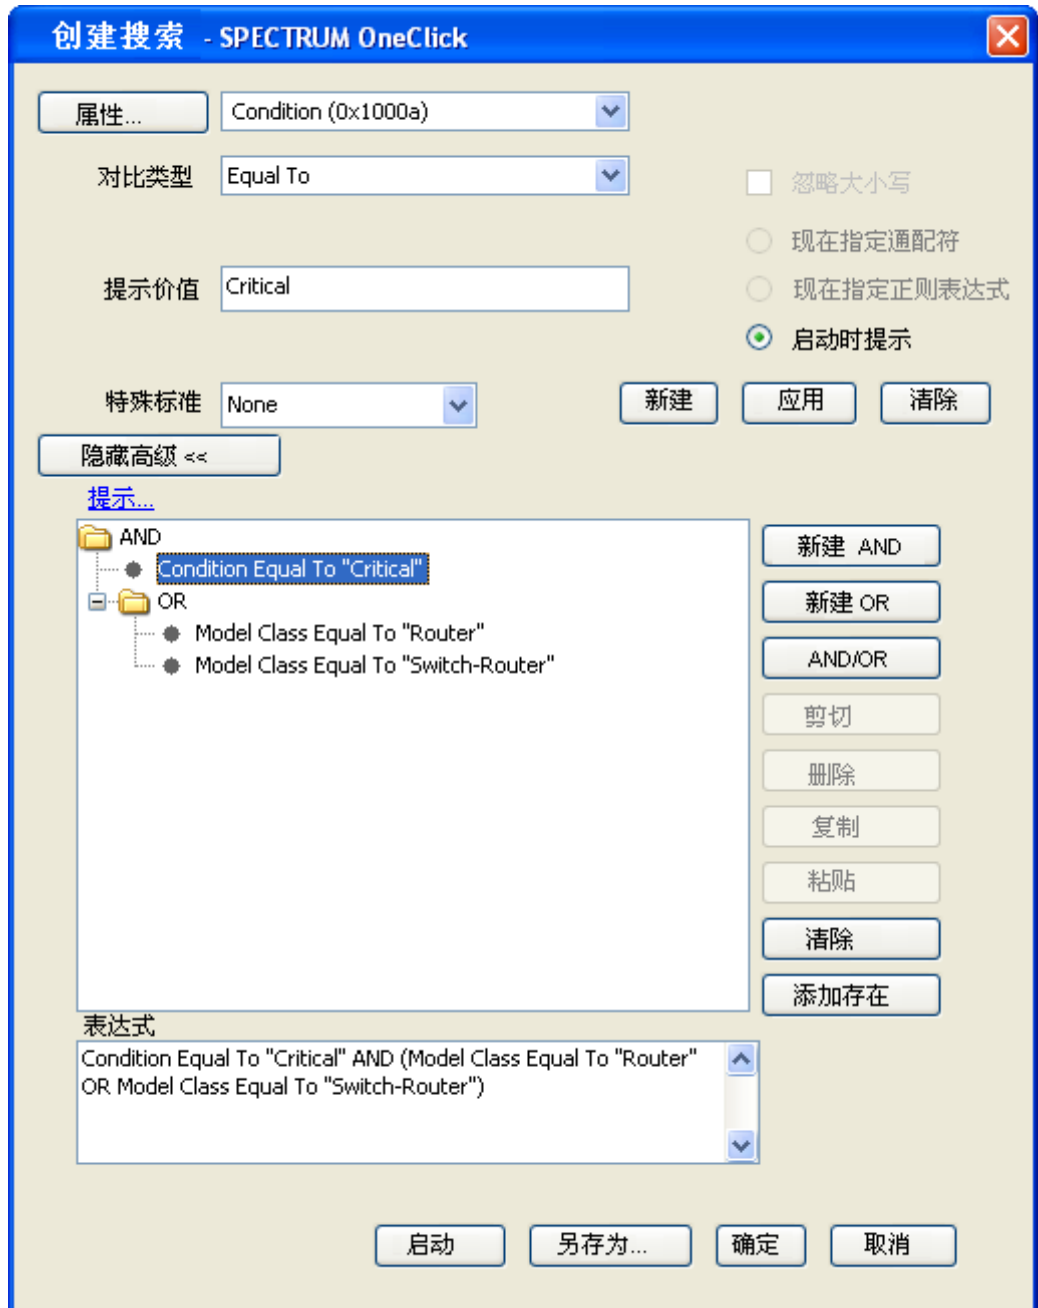 创建搜索 - SPECTRUM OneClick
属性... Condition (0x1000a)
对比类型 Equal To
忽略大小写
现在指定通配符
提示价值 Critical
现在指定正则表达式
启动时提示
特殊标准 None 新建 应用 清除
隐藏高级 <<
提示...
AND
新建 AND
Condition Equal To "Critical"
OR
新建 OR
Model Class Equal To "Router"
Model Class Equal To "Switch-Router"
AND/OR
剪切
删除
复制
粘贴
清除
添加存在
表达式
Condition Equal To "Critical" AND (Model Class Equal To "Router"
OR Model Class Equal To "Switch-Router")
启动 另存为... 确定 取消